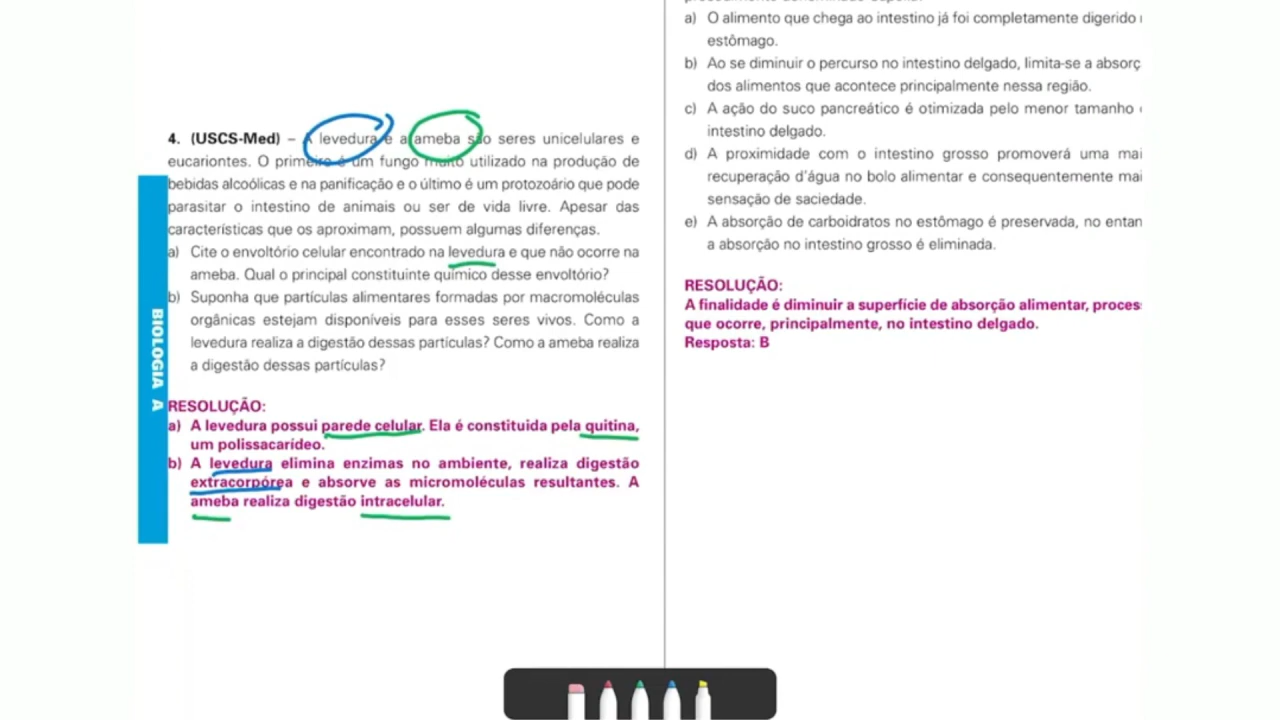 4. (USCS-Med) – A levedura e a ameba são seres unicelulares e
eucariontes. O primeiro é um fungo muito utilizado na produção de
bebidas alcoólicas e na panificação e o último é um protozoário que pode
parasitar o intestino de animais ou ser de vida livre. Apesar das
características que os aproximam, possuem algumas diferenças.
a) Cite o envoltório celular encontrado na levedura e que não ocorre na
ameba. Qual o principal constituinte químico desse envoltório?
b) Suponha que partículas alimentares formadas por macromoléculas
orgânicas estejam disponíveis para esses seres vivos. Como a
levedura realiza a digestão dessas partículas? Como a ameba realiza
a digestão dessas partículas?
BIOLOGIA A
RESOLUÇÃO:
a) A levedura possui parede celular. Ela é constituida pela quitina,
um polissacarídeo.
b) A levedura elimina enzimas no ambiente, realiza digestão
extracorpórea e absorve as micromoléculas resultantes. A
ameba realiza digestão intracelular.
a) O alimento que chega ao intestino já foi completamente digerido
estômago.
b) Ao se diminuir o percurso no intestino delgado, limita-se a absorç
dos alimentos que acontece principalmente nessa região.
c) A ação do suco pancreático é otimizada pelo menor tamanho
intestino delgado.
d) A proximidade com o intestino grosso promoverá uma mai
recuperação d'água no bolo alimentar e consequentemente mai
sensação de saciedade.
e) A absorção de carboidratos no estômago é preservada, no entan
a absorção no intestino grosso é eliminada.
RESOLUÇÃO:
A finalidade é diminuir a superfície de absorção alimentar, proces
que ocorre, principalmente, no intestino delgado.
Resposta: B